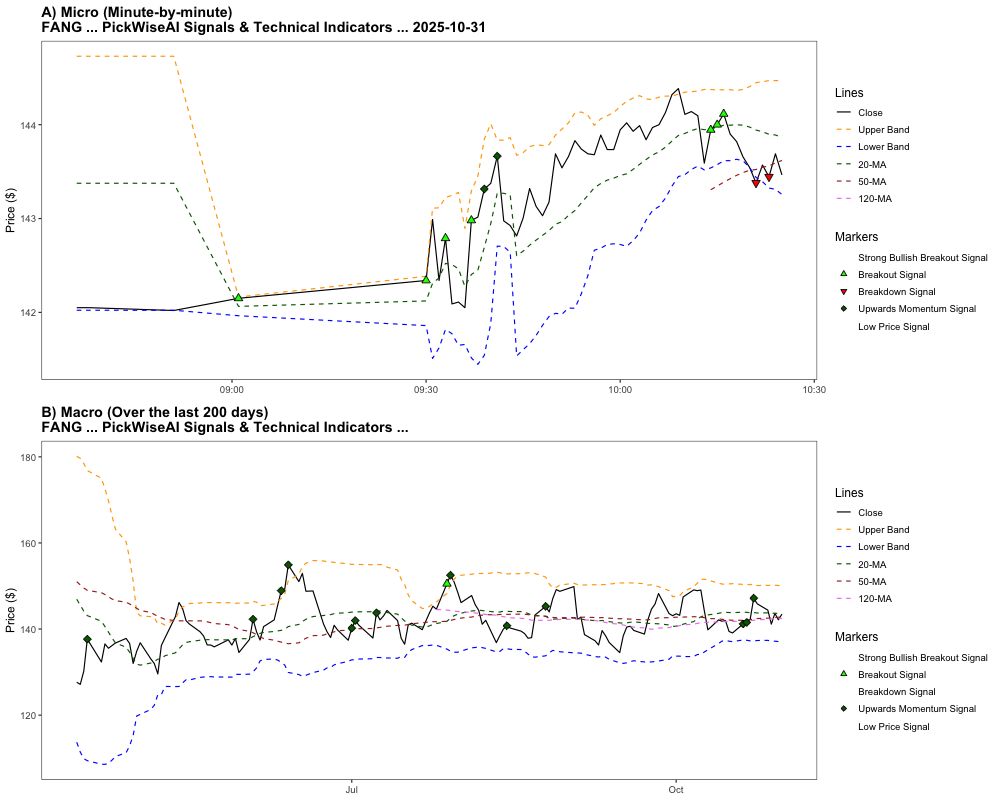 A) Micro (Minute-by-minute)
FANG ... PickWiseAI Signals & Technical Indicators ... 2025-10-31
Price ($)
144
143
142
09:00
09:30
10:00
10:30
Lines
Close
Upper Band
Lower Band
20-MA
50-MA
120-MA
Markers
Strong Bullish Breakout Signal
Breakout Signal
Breakdown Signal
Upwards Momentum Signal
Low Price Signal
B) Macro (Over the last 200 days)
FANG ... PickWiseAI Signals & Technical Indicators ...
Price ($)
180
160
140
120
Jul
Oct
Lines
Close
Upper Band
Lower Band
20-MA
50-MA
120-MA
Markers
Strong Bullish Breakout Signal
Breakout Signal
Breakdown Signal
Upwards Momentum Signal
Low Price Signal